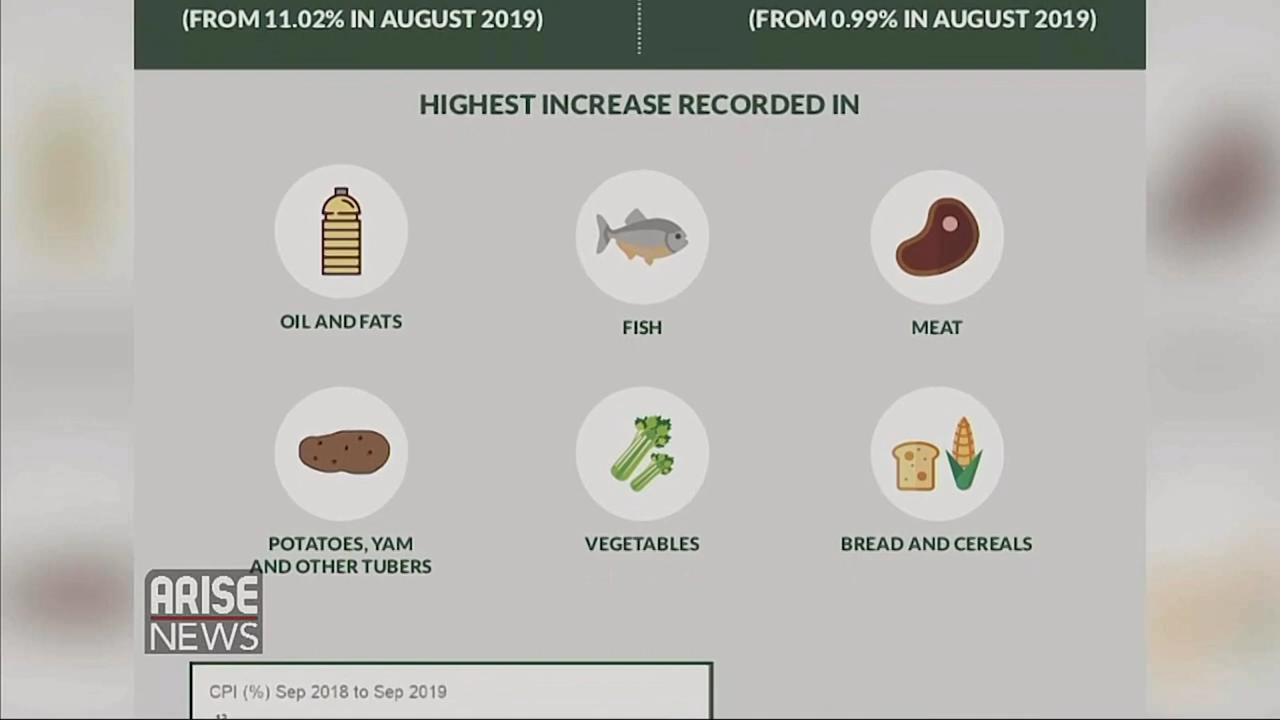 (FROM 11.02% IN AUGUST 2019)
(FROM 0.99% IN AUGUST 2019)
HIGHEST INCREASE RECORDED IN
OIL AND FATS
FISH
MEAT
POTATOES, YAM
AND OTHER TUBERS
VEGETABLES
BREAD AND CEREALS
ARISE
NEWS
CPI (%) Sep 2018 to Sep 2019